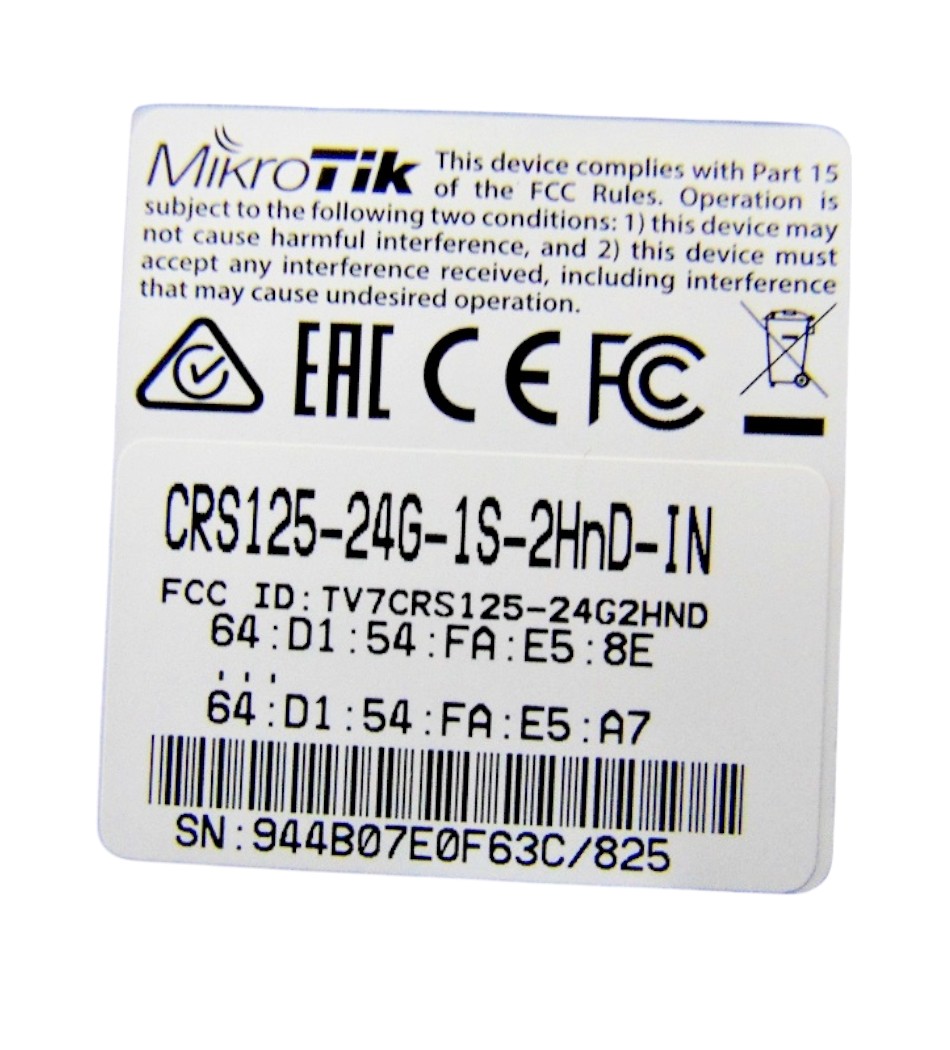 MikroTik This device complies with Part 15
of the FCC Rules. Operation is
subject to the following two conditions: 1) this device may
not cause harmful interference, and 2) this device must
accept any interference received, including interference
that may cause undesired operation.
EAC CE FC
CRS125-24G-1S-2HnD-IN
FCC ID:TV7CRS125-24G2HND
64:D1:54:FA:E5:8E
...
64:D1:54:FA:E5:A7
SN:944B07E0F63C/825